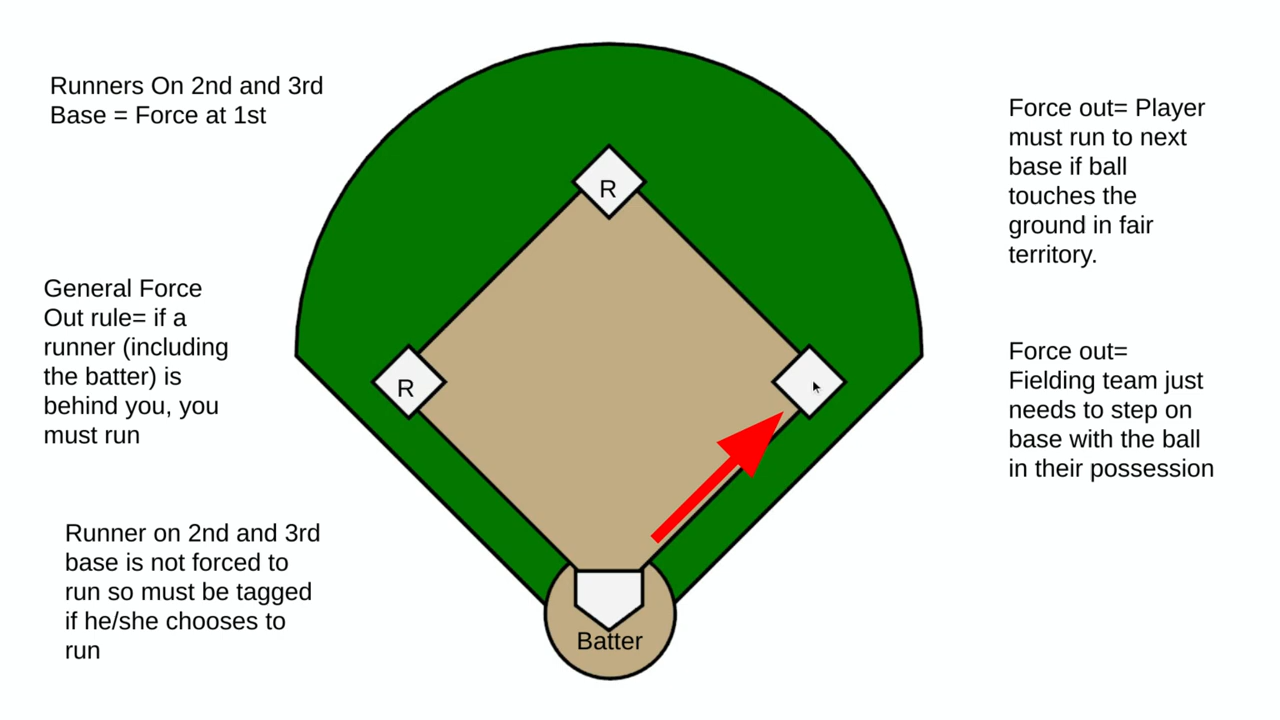 Runners On 2nd and 3rd
Base = Force at 1st
General Force
Out rule= if a
runner (including
the batter) is
behind you, you
must run
Runner on 2nd and 3rd
base is not forced to
run so must be tagged
if he/she chooses to
run
R
R
Batter
Force out= Player
must run to next
base if ball
touches the
ground in fair
territory.
Force out=
Fielding team just
needs to step on
base with the ball
in their possession